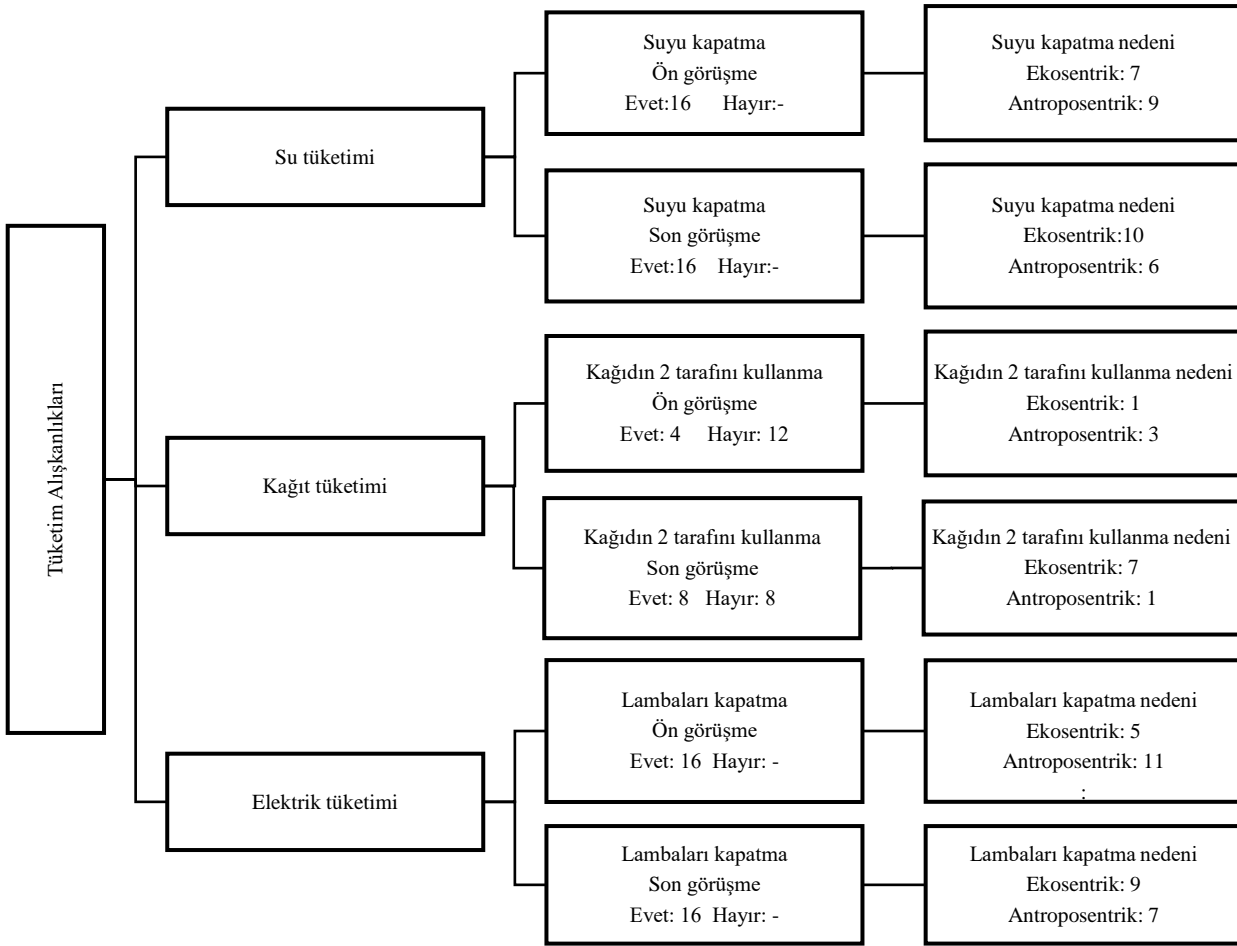 Tüketim Alışkanlıkları
Su tüketimi
Suyu kapatma
Ön görüşme
Evet:16 Hayır:-
Suyu kapatma nedeni
Ekosentrik: 7
Antroposentrik: 9
Suyu kapatma
Son görüşme
Evet:16 Hayır:-
Suyu kapatma nedeni
Ekosentrik:10
Antroposentrik: 6
Kağıt tüketimi
Kağıdın 2 tarafını kullanma
Ön görüşme
Evet: 4 Hayır: 12
Kağıdın 2 tarafını kullanma nedeni
Ekosentrik: 1
Antroposentrik: 3
Kağıdın 2 tarafını kullanma
Son görüşme
Evet: 8 Hayır: 8
Kağıdın 2 tarafını kullanma nedeni
Ekosentrik: 7
Antroposentrik: 1
Elektrik tüketimi
Lambaları kapatma
Ön görüşme
Evet: 16 Hayır: -
Lambaları kapatma nedeni
Ekosentrik: 5
Antroposentrik: 11
:
Lambaları kapatma
Son görüşme
Evet: 16 Hayır: -
Lambaları kapatma nedeni
Ekosentrik: 9
Antroposentrik: 7